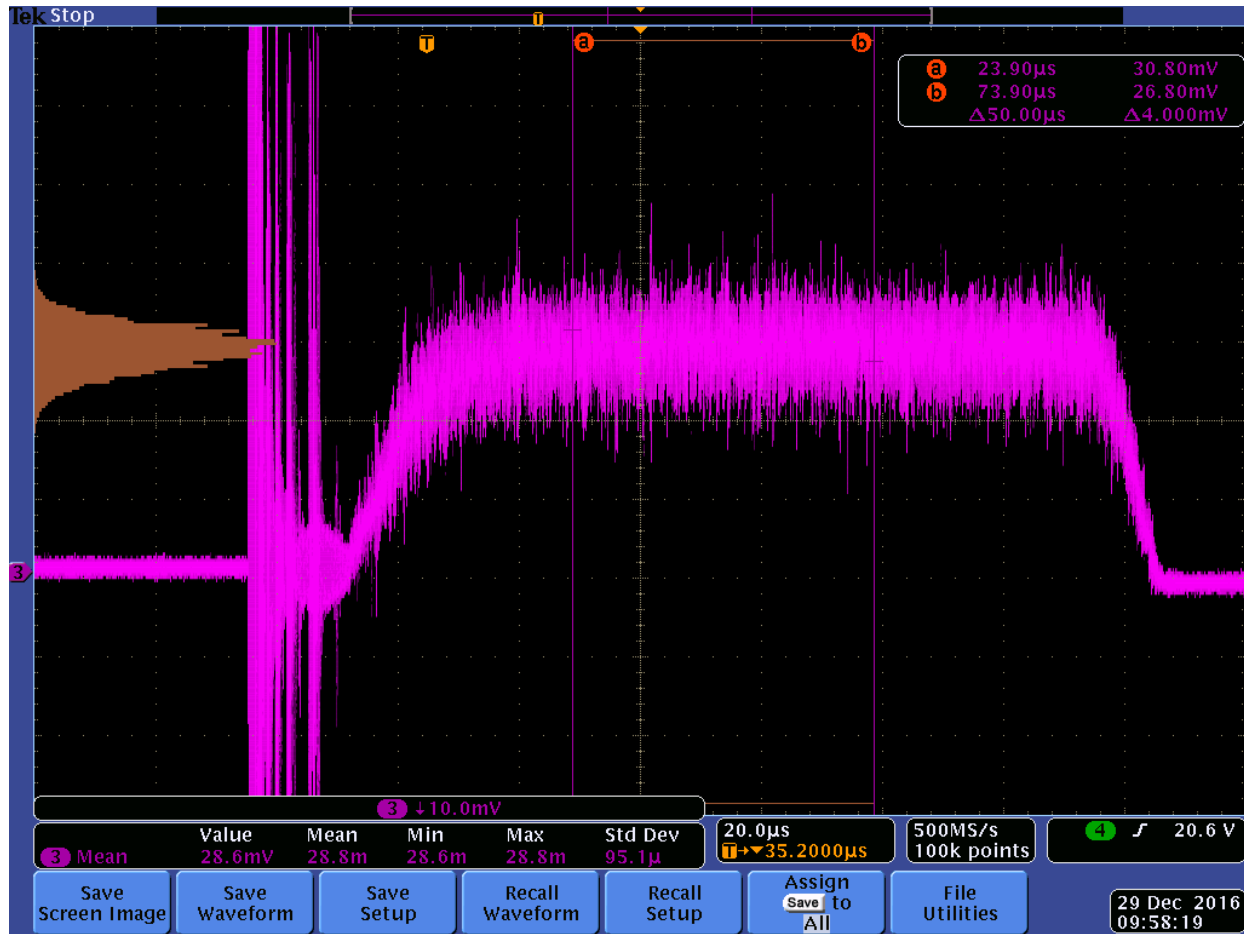 Tek Stop
T
T
a
b
a 23.90µs 30.80mV
b 73.90µs 26.80mV
Δ50.00µs Δ4.000mV
3
3 ↓10.0mV
Value Mean Min Max Std Dev
3 Mean 28.6mV 28.8m 28.6m 28.8m 95.1µ
20.0µs
T→▼35.2000µs
500MS/s
100k points
4 ƒ 20.6 V
Save
Screen Image
Save
Waveform
Save
Setup
Recall
Waveform
Recall
Setup
Assign
Save to
All
File
Utilities
29 Dec 2016
09:58:19